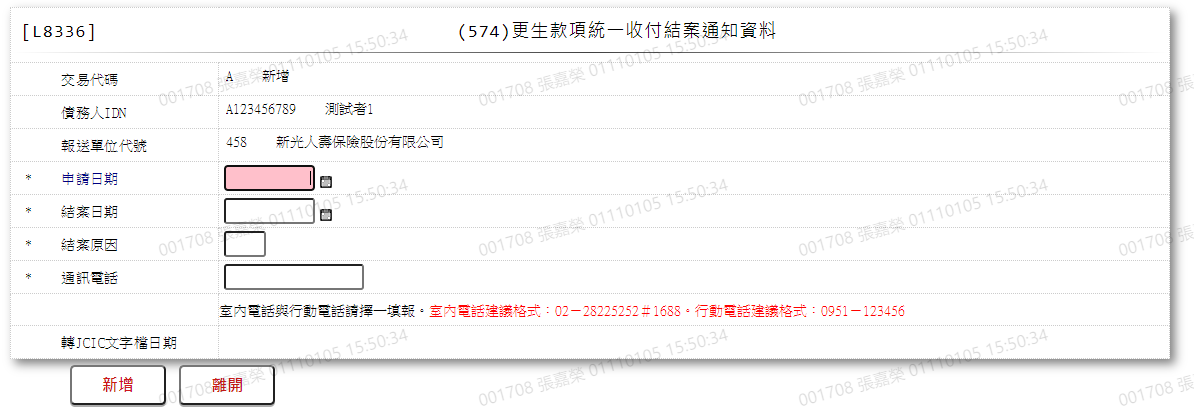 [L8336] (574)更生款項統一收付結案通知資料
交易代碼 A 新增
債務人IDN A123456789 測試者1
報送單位代號 458 新光人壽保險股份有限公司
* 申請日期
* 結案日期
* 結案原因
* 通訊電話
室內電話與行動電話請擇一填報。室內電話建議格式：02－28225252＃1688。行動電話建議格式：0951－123456
轉JCIC文字檔日期
新增 離開
001708 張嘉榮 01110105 15:50:34